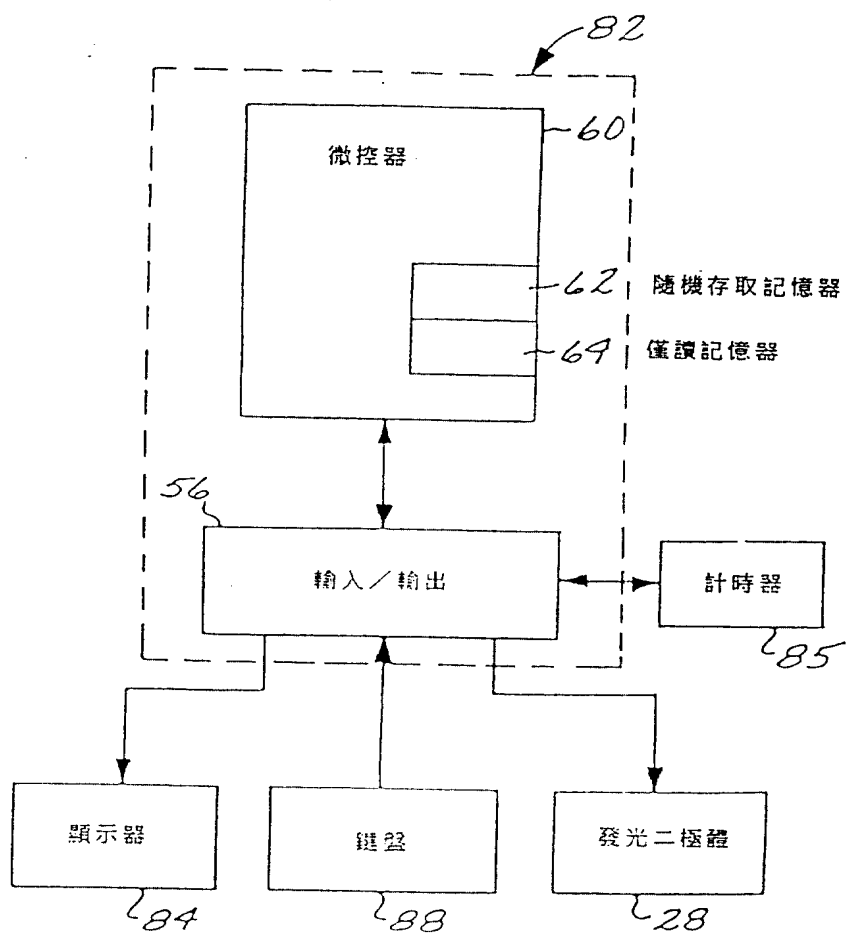 82
60
微控器
62 隨機存取記憶器
64 僅讀記憶器
56
輸入／輸出
計時器
85
顯示器
鍵盤
發光二極體
84
88
28